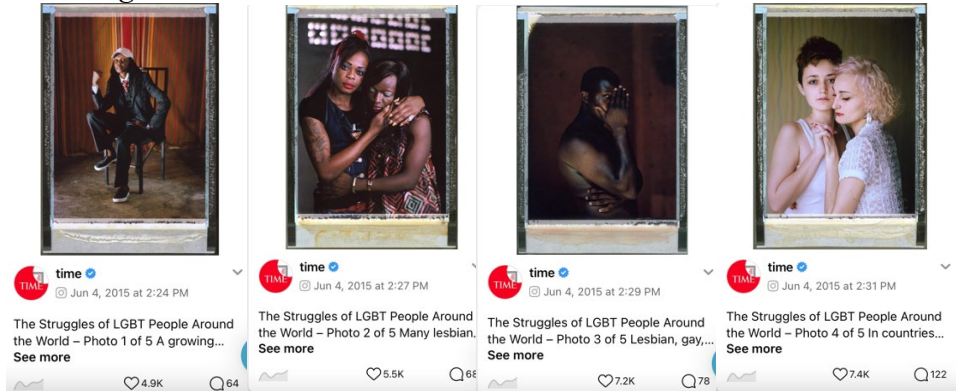 time
TIME
Jun 4, 2015 at 2:24 PM
The Struggles of LGBT People Around
the World – Photo 1 of 5 A growing...
See more
4.9K
64
time
TIME
Jun 4, 2015 at 2:27 PM
The Struggles of LGBT People Around
the World – Photo 2 of 5 Many lesbian.
See more
5.5K
68
time
TIME
Jun 4, 2015 at 2:29 PM
The Struggles of LGBT People Around
the World – Photo 3 of 5 Lesbian, gay,...
See more
7.2K
78
time
TIME
Jun 4, 2015 at 2:31 PM
The Struggles of LGBT People Around
the World – Photo 4 of 5 In countries...
See more
7.4K
122